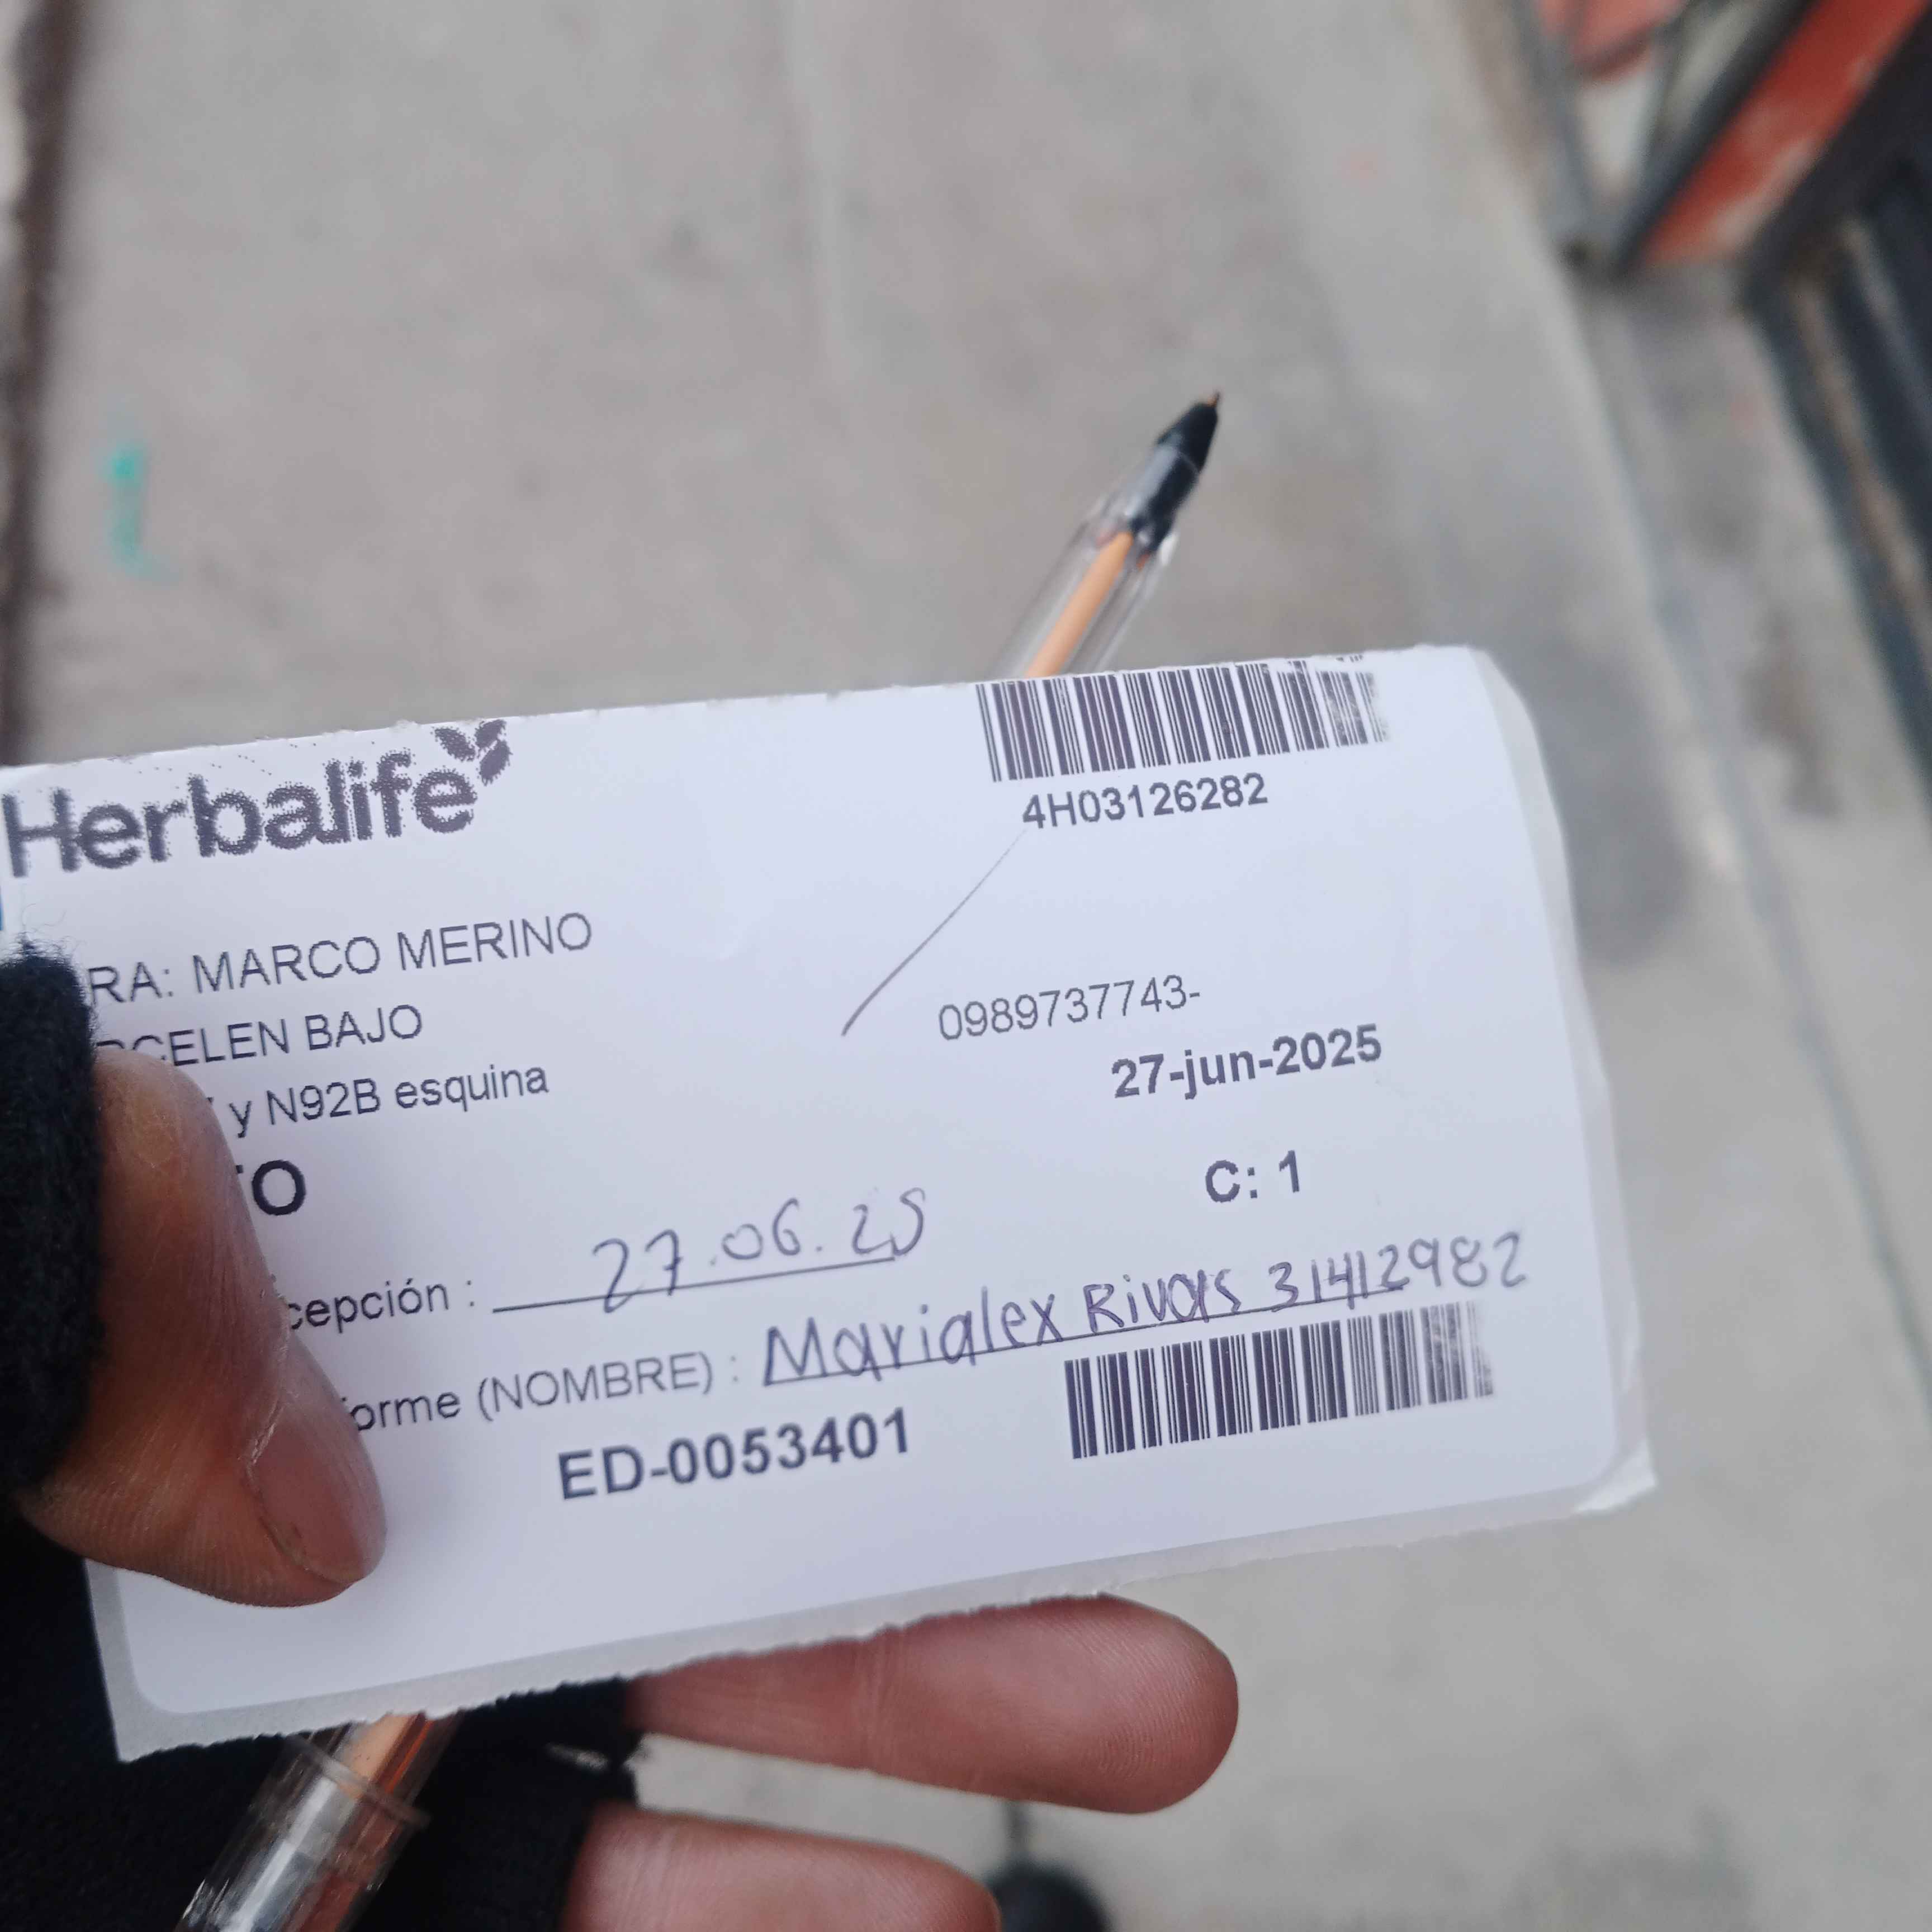 Herbalife
4H03126282
RA: MARCO MERINO
RCELEN BAJO
0989737743-
y N92B esquina
27-jun-2025
TO
C: 1
cepción : 27.06.25
orme (NOMBRE) : Marialex Rivas 31412982
ED-0053401